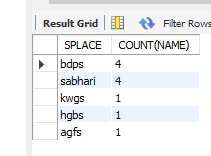 Result Grid Filter Rows
SPLACE COUNT(NAME)
bdps 4
sabhari 4
kwgs 1
hgbs 1
agfs 1